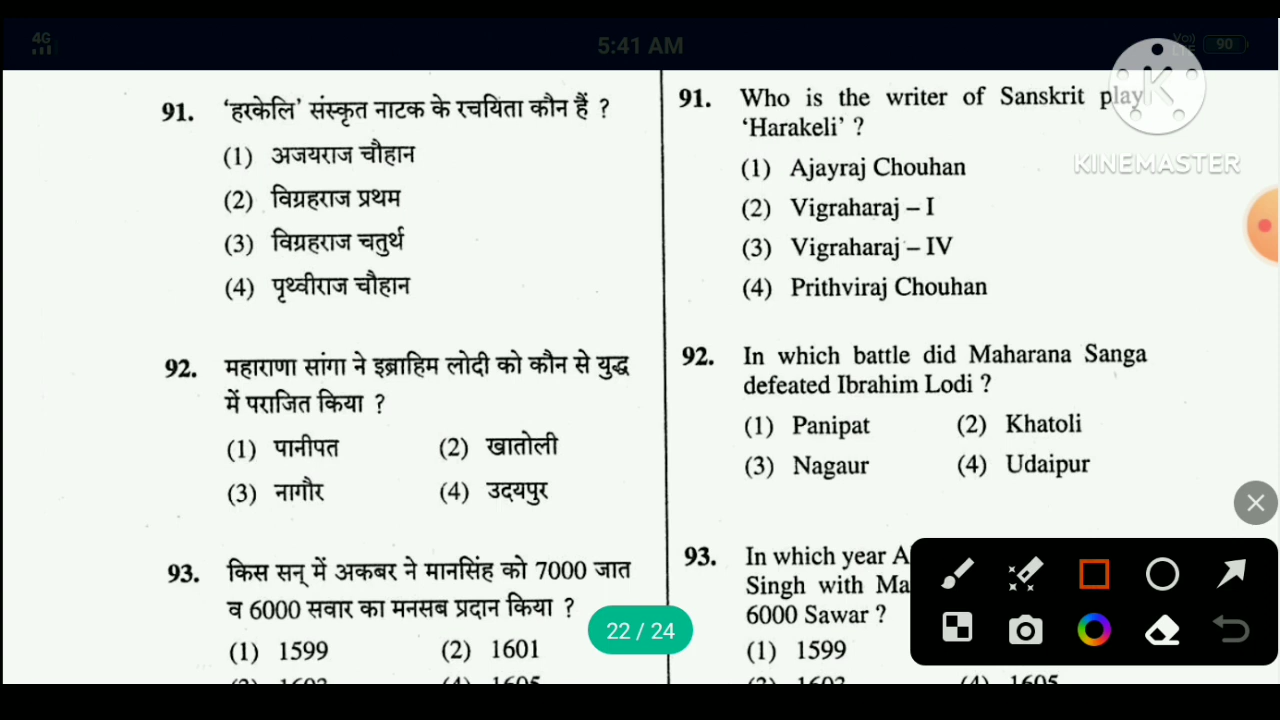 4G
5:41 AM
Vo))
LTE
90
KINEMASTER
91. 'हरकेलि' संस्कृत नाटक के रचयिता कौन हैं ?
(1) अजयराज चौहान
(2) विग्रहराज प्रथम
(3) विग्रहराज चतुर्थ
(4) पृथ्वीराज चौहान
92. महाराणा सांगा ने इब्राहिम लोदी को कौन से युद्ध
में पराजित किया ?
(1) पानीपत (2) खातोली
(3) नागौर (4) उदयपुर
93. किस सन् में अकबर ने मानसिंह को 7000 जात
व 6000 सवार का मनसब प्रदान किया ?
(1) 1599 (2) 1601
22 / 24
91. Who is the writer of Sanskrit play
'Harakeli' ?
(1) Ajayraj Chouhan
(2) Vigraharaj – I
(3) Vigraharaj – IV
(4) Prithviraj Chouhan
92. In which battle did Maharana Sanga
defeated Ibrahim Lodi ?
(1) Panipat (2) Khatoli
(3) Nagaur (4) Udaipur
93. In which year A
Singh with Ma
6000 Sawar ?
(1) 1599